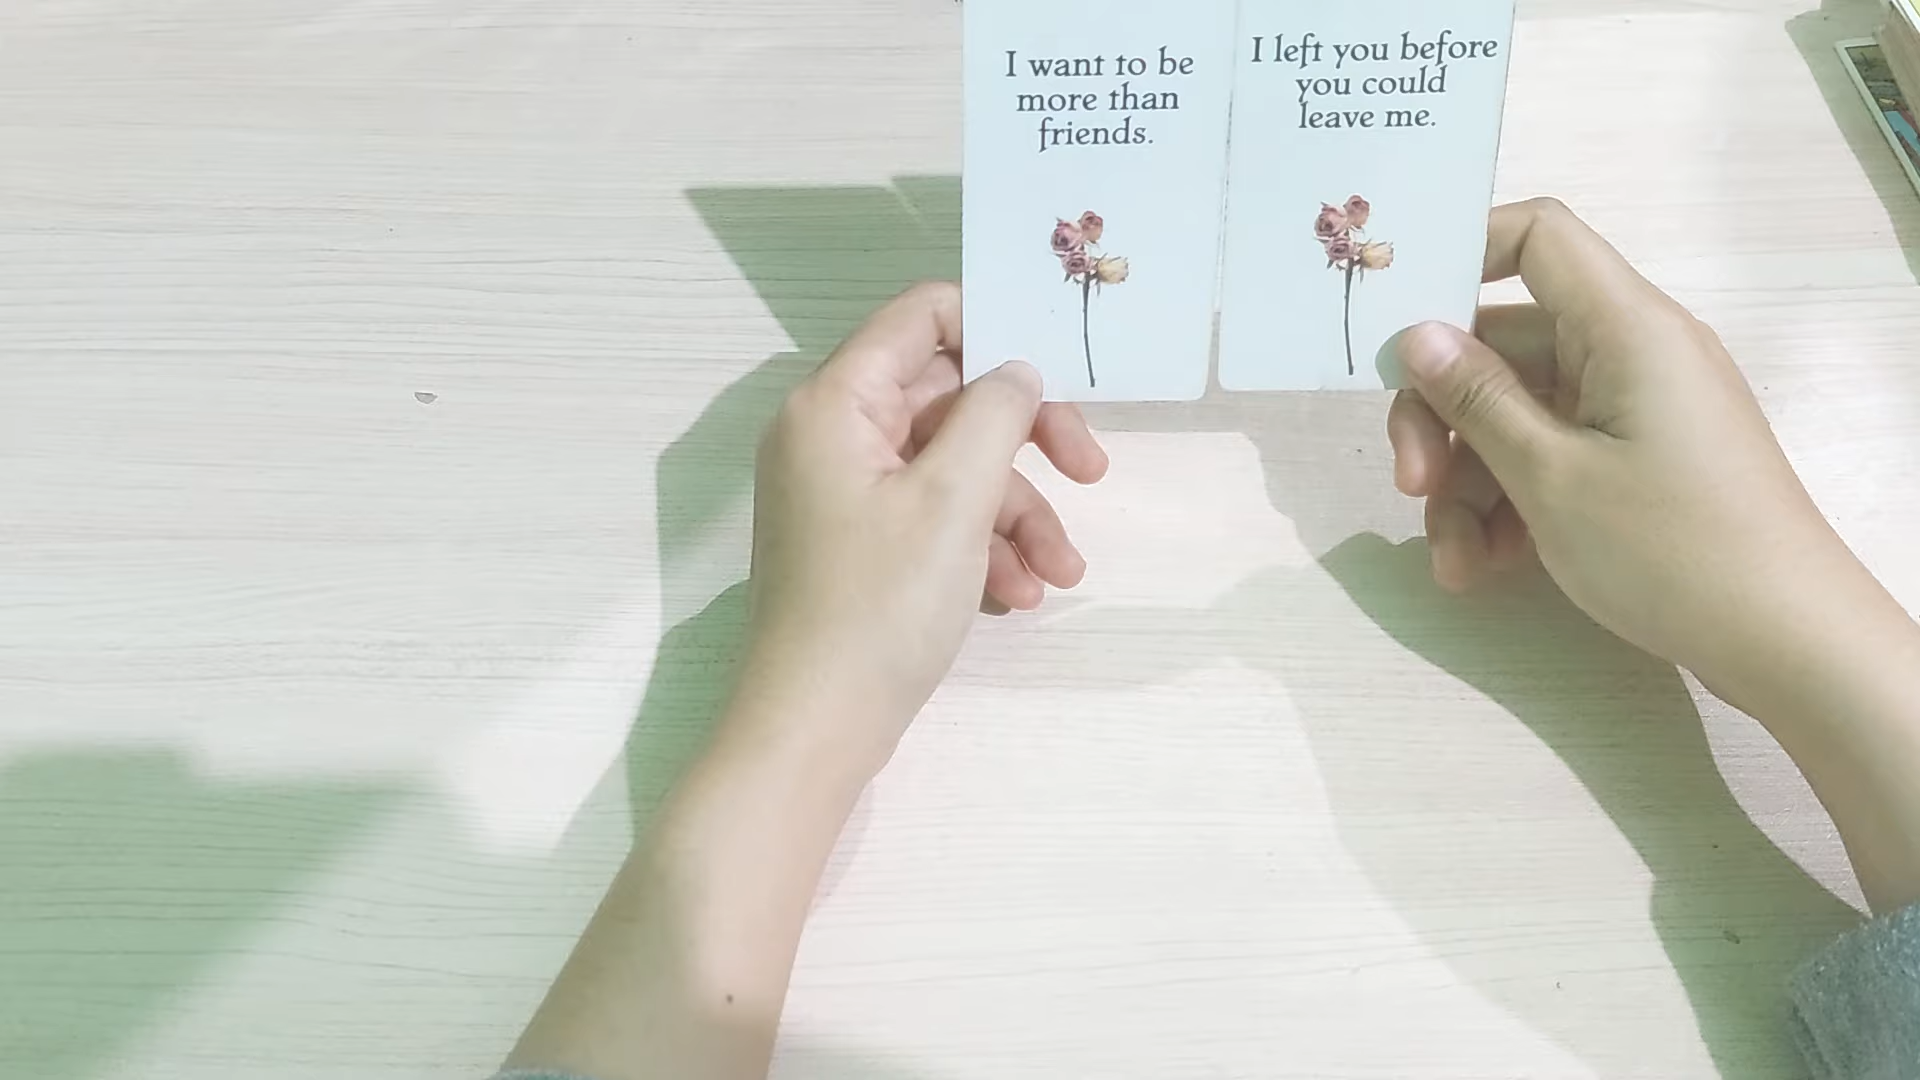 I want to be
more than
friends.
I left you before
you could
leave me.